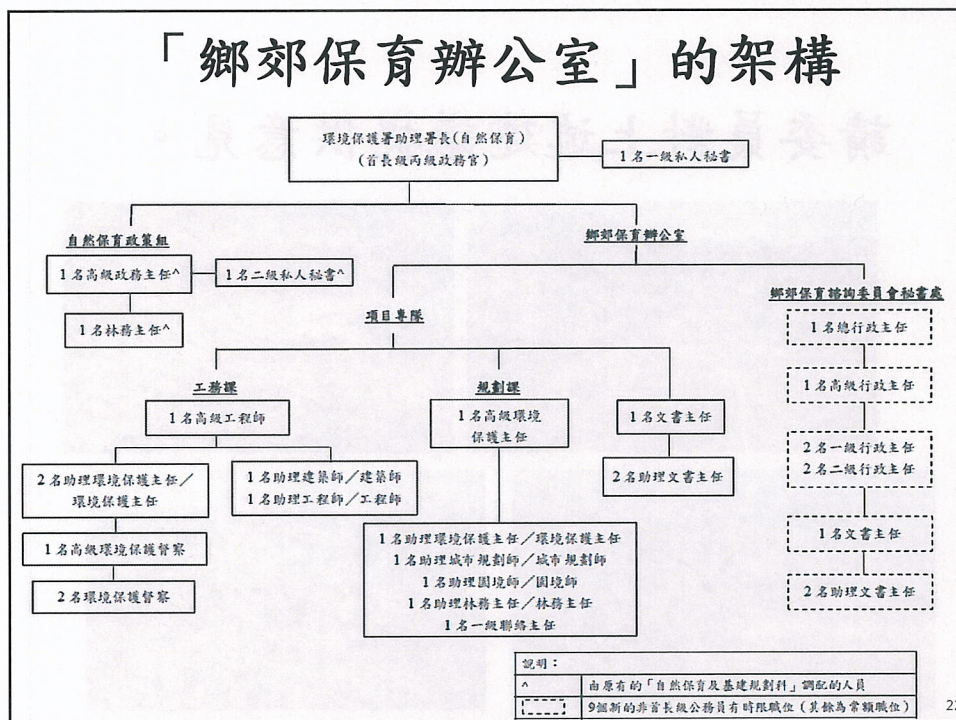 「鄉郊保育辦公室」的架構
環境保護署助理署長(自然保育)
(首長級丙級政務官)
1名一級私人秘書
自然保育政策組
1名高級政務主任^
1名二級私人秘書^
1名林務主任^
鄉郊保育辦公室
項目專隊
工務課
1名高級工程師
2名助理環境保護主任／
環境保護主任
1名高級環境保護督察
2名環境保護督察
1名助理建築師／建築師
1名助理工程師／工程師
規劃課
1名高級環境
保護主任
1名助理環境保護主任／環境保護主任
1名助理城市規劃師／城市規劃師
1名助理園境師／園境師
1名助理林務主任／林務主任
1名一級聯絡主任
1名文書主任
2名助理文書主任
鄉郊保育諮詢委員會秘書處
1名總行政主任
1名高級行政主任
2名一級行政主任
2名二級行政主任
1名文書主任
2名助理文書主任
說明：
^ 由原有的「自然保育及基建規劃科」調配的人員
9個新的非首長級公務員有時限職位 (其餘為常額職位)